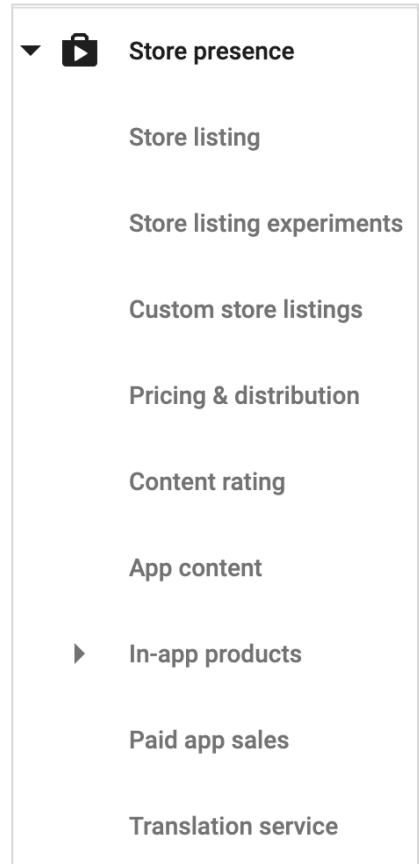 Store presence
Store listing
Store listing experiments
Custom store listings
Pricing & distribution
Content rating
App content
In-app products
Paid app sales
Translation service